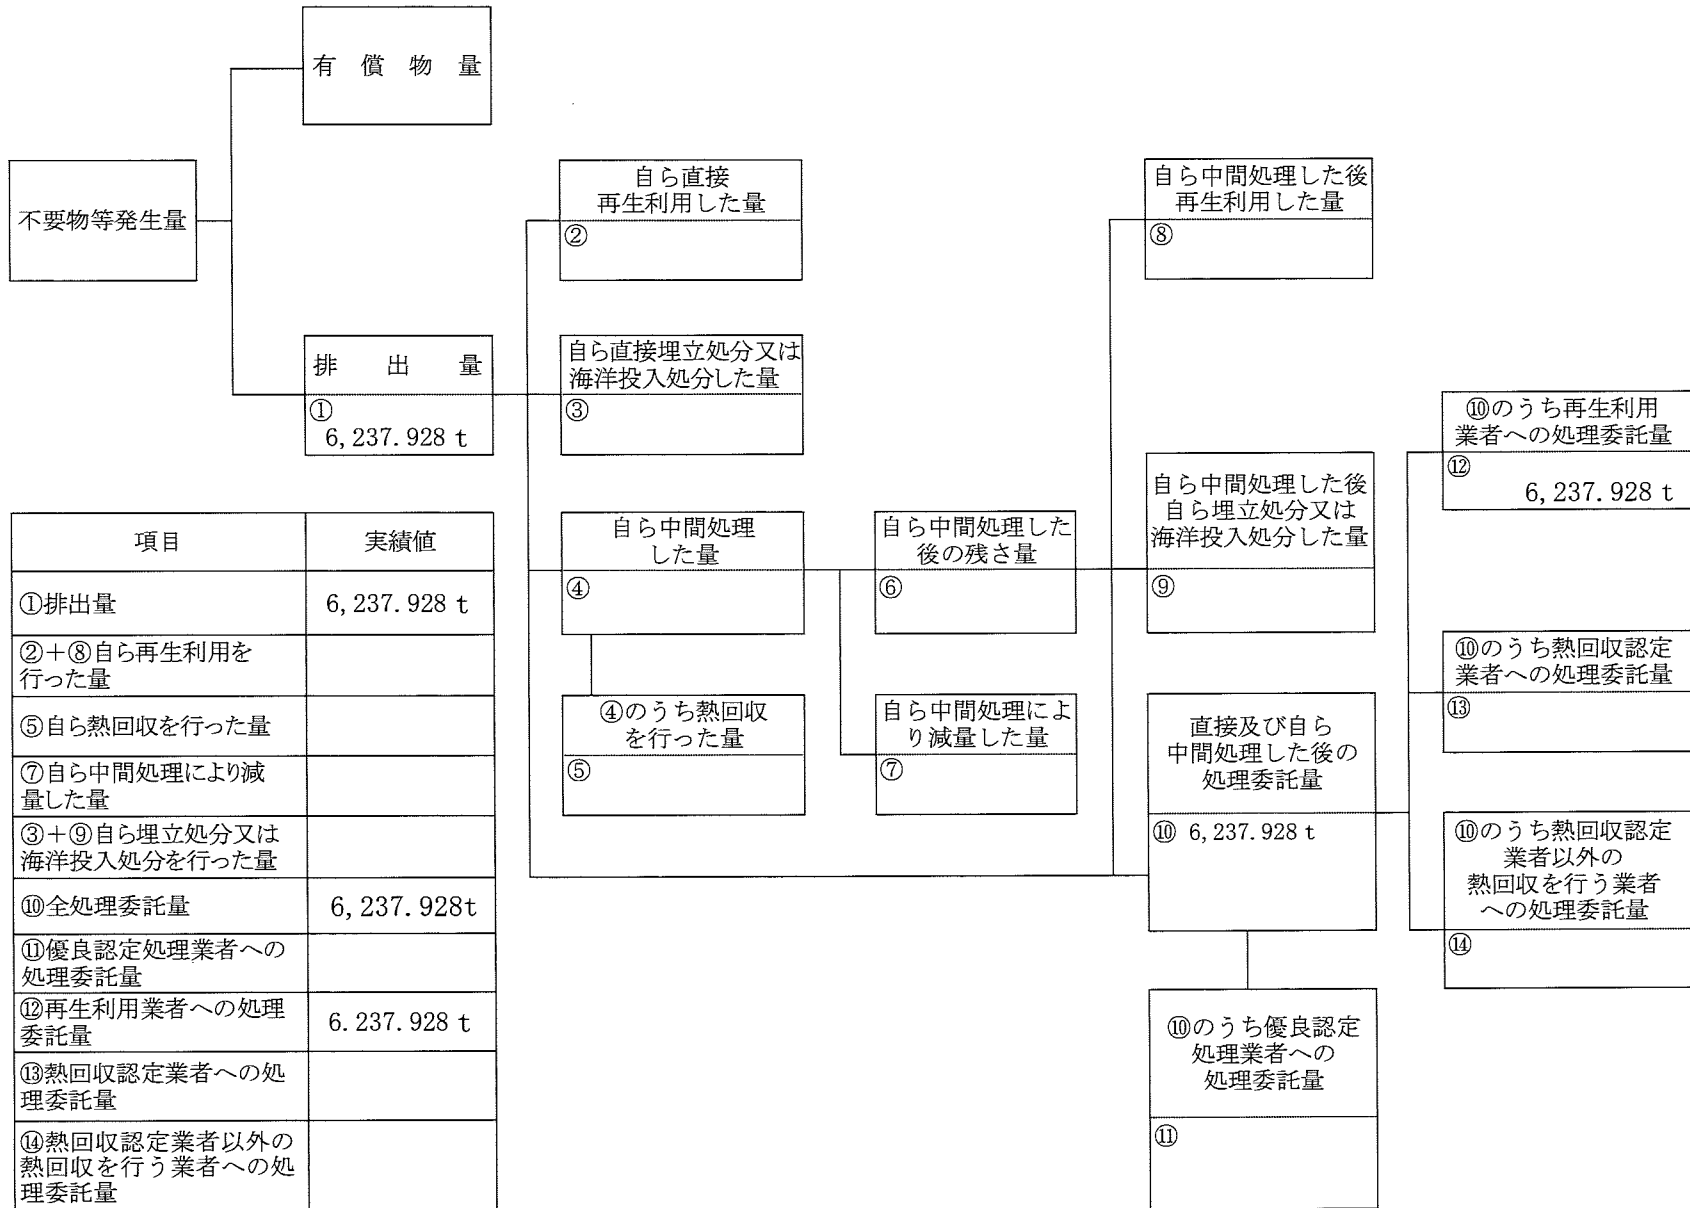 有 償 物 量
不要物等発生量
排 出 量
①
6,237.928 t
自ら直接
再生利用した量
②
自ら直接埋立処分又は
海洋投入処分した量
③
自ら中間処理
した量
④
④のうち熱回収
を行った量
⑤
自ら中間処理した
後の残さ量
⑥
自ら中間処理によ
り減量した量
⑦
自ら中間処理した後
再生利用した量
⑧
自ら中間処理した後
自ら埋立処分又は
海洋投入処分した量
⑨
直接及び自ら
中間処理した後の
処理委託量
⑩ 6,237.928 t
⑩のうち優良認定
処理業者への
処理委託量
⑪
⑩のうち再生利用
業者への処理委託量
⑫
6,237.928 t
⑩のうち熱回収認定
業者への処理委託量
⑬
⑩のうち熱回収認定
業者以外の
熱回収を行う業者
への処理委託量
⑭
項目 実績値
①排出量 6,237.928 t
②+⑧自ら再生利用を
行った量
⑤自ら熱回収を行った量
⑦自ら中間処理により減
量した量
③+⑨自ら埋立処分又は
海洋投入処分を行った量
⑩全処理委託量 6,237.928t
⑪優良認定処理業者への
処理委託量
⑫再生利用業者への処理
委託量 6.237.928 t
⑬熱回収認定業者への処
理委託量
⑭熱回収認定業者以外の
熱回収を行う業者への処
理委託量